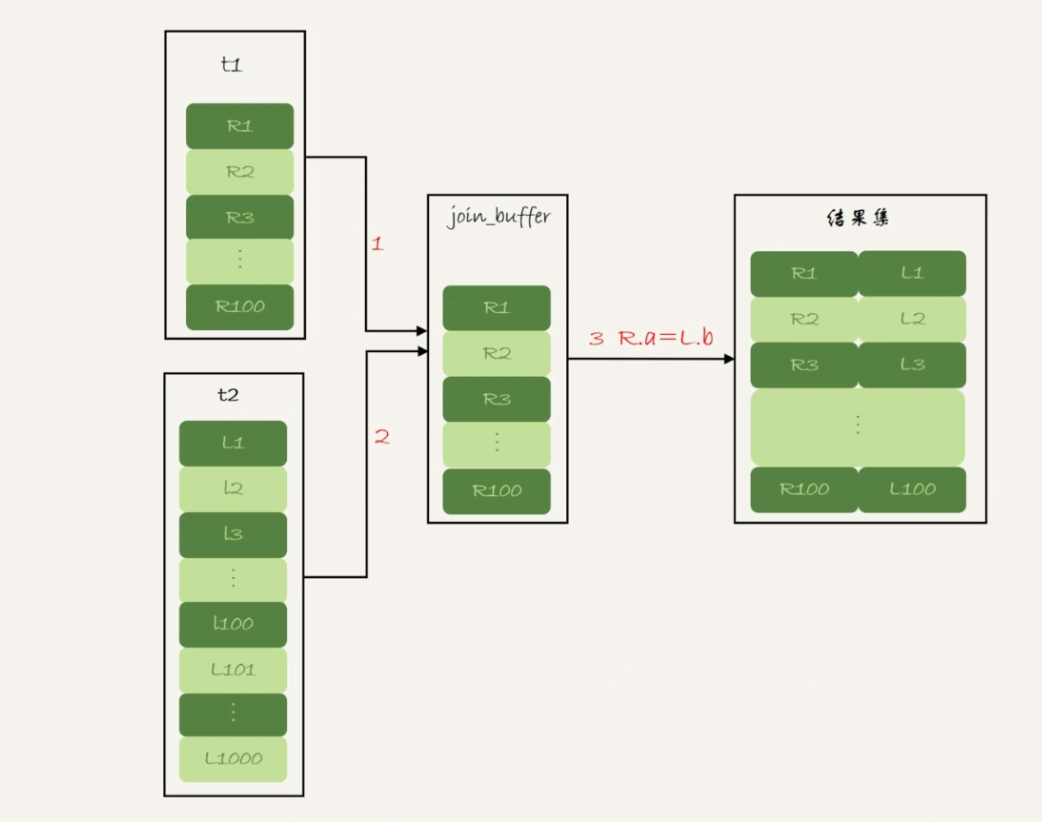 t1
R1
R2
R3
⋮
R100
1
t2
L1
l2
l3
⋮
l100
L101
⋮
L1000
2
join_buffer
R1
R2
R3
⋮
R100
3 R.a=L.b
结果集
R1 L1
R2 L2
R3 L3
⋮
R100 L100